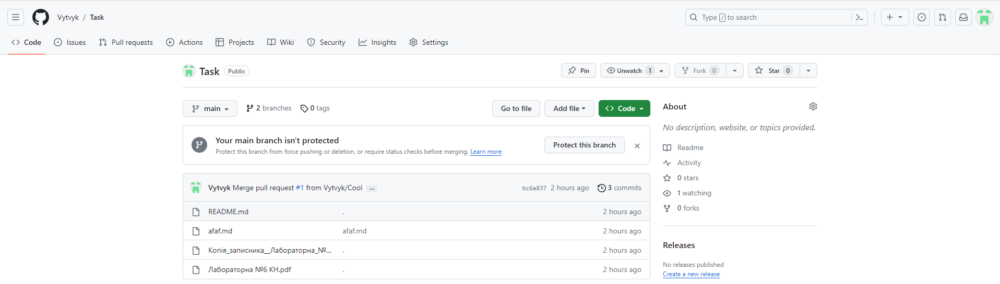 Vytvyk / Task
Type / to search
Code Issues Pull requests Actions Projects Wiki Security Insights Settings
Task Public
Pin Unwatch 1 Fork 0 Star 0
main 2 branches 0 tags Go to file Add file Code
Your main branch isn't protected
Protect this branch from force pushing or deletion, or require status checks before merging. Learn more
Protect this branch
Vytvyk Merge pull request #1 from Vytvyk/Cool ... bc6a837 2 hours ago 3 commits
README.md . 2 hours ago
afaf.md afaf.md 2 hours ago
Копія_записника__Лабораторна_№... . 2 hours ago
Лабораторна №6 КН.pdf . 2 hours ago
About
No description, website, or topics provided.
Readme
Activity
0 stars
1 watching
0 forks
Releases
No releases published
Create a new release